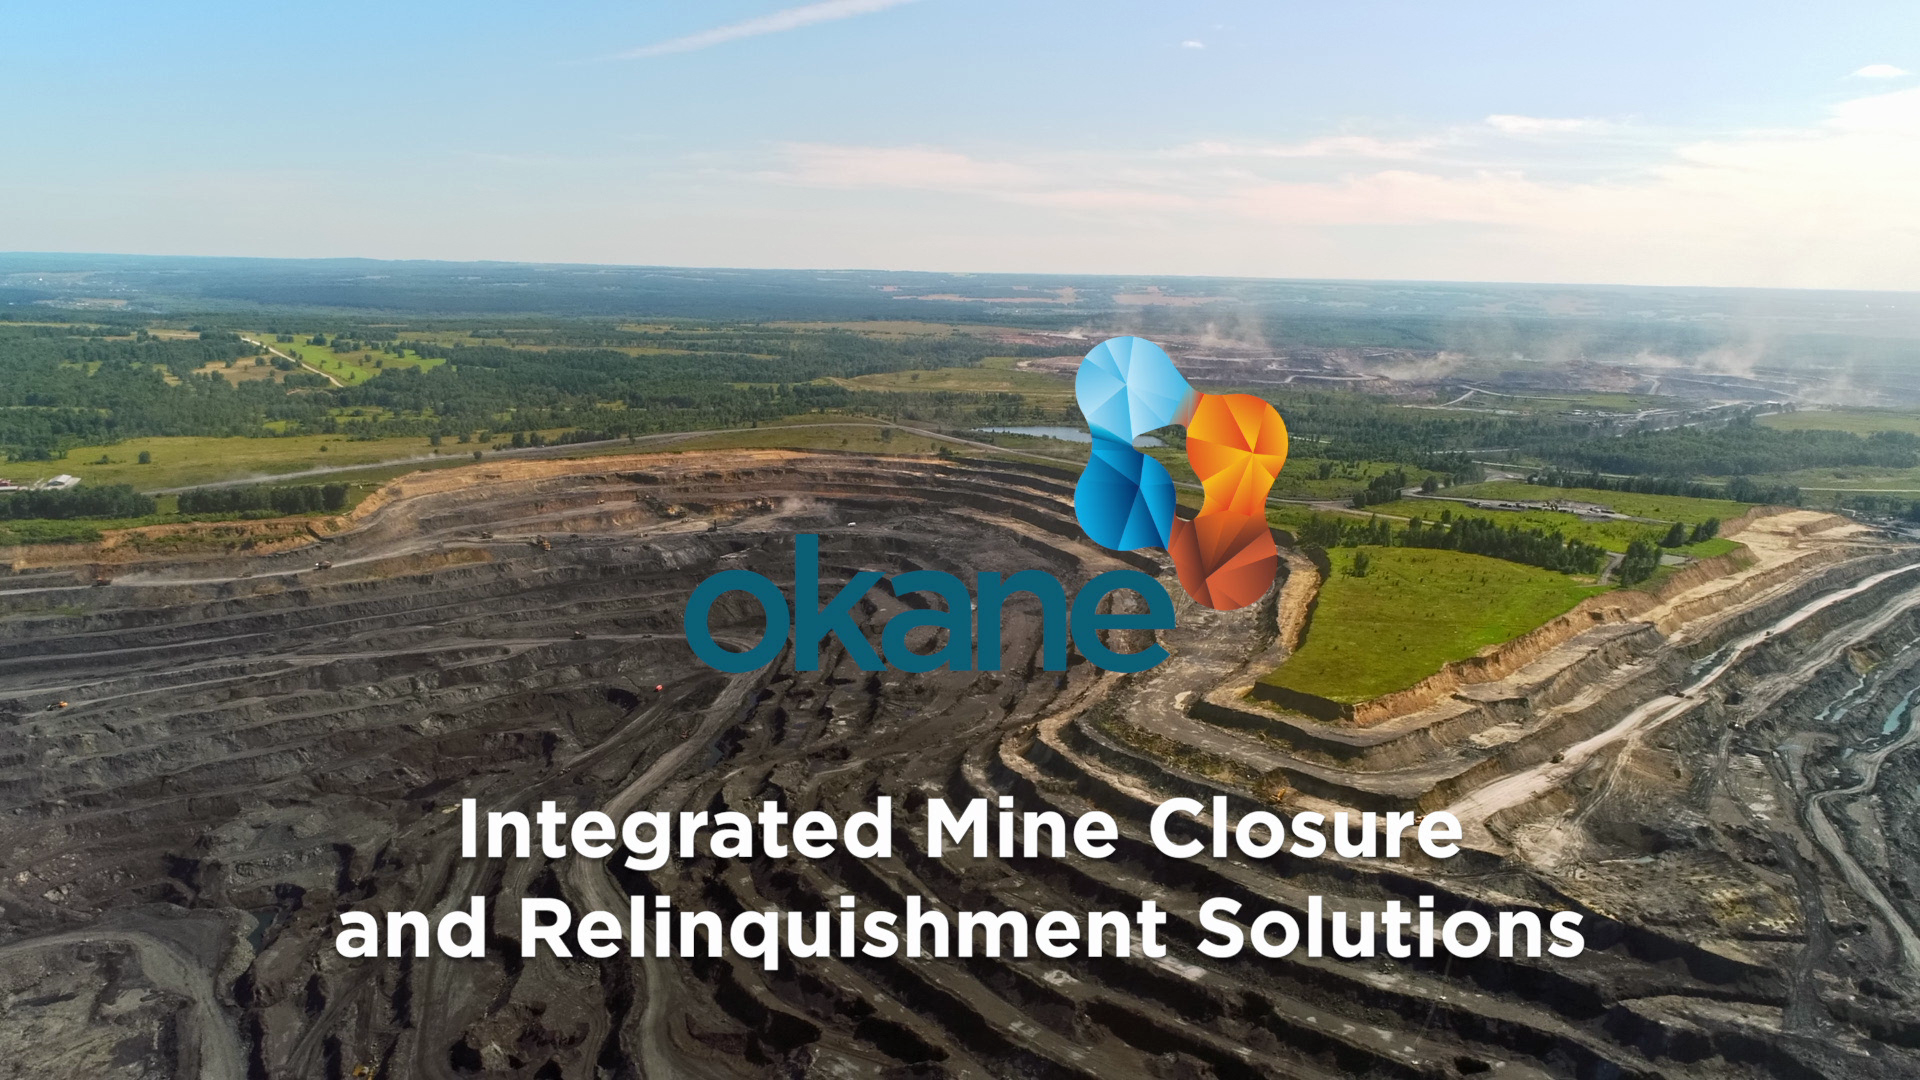 okane
Integrated Mine Closure
and Relinquishment Solutions